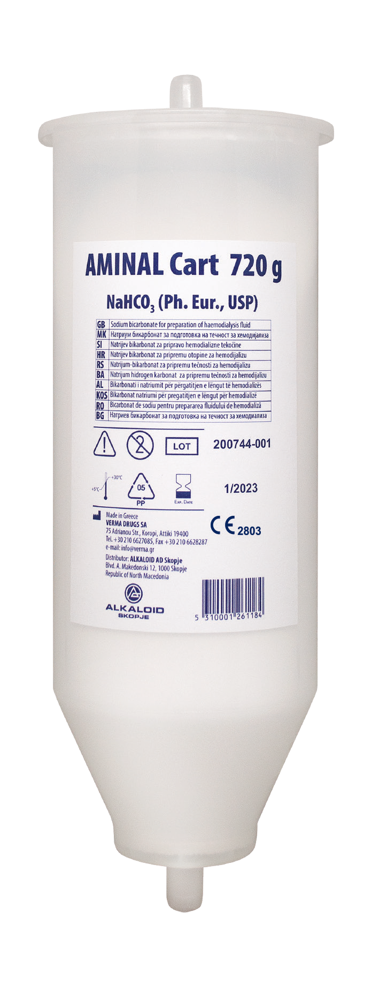 AMINAL Cart 720 g
NaHCO₃ (Ph. Eur., USP)
GB Sodium bicarbonate for preparation of haemodialysis fluid
MK Натриум бикарбонат за подготовка на течност за хемодијализа
SI Natrijev bikarbonat za pripravo hemodializne tekočine
HR Natrijev bikarbonat za pripremu otopine za hemodijalizu
RS Natrijum-bikarbonat za pripremu tečnosti za hemodijalizu
BA Natrijum hidrogen karbonat za pripremu tečnosti za hemodijalizu
AL Bikarbonati i natriumit për përgatitjen e lëngut të hemodializës
KOS Bikarbonat natriumi për pregatitjen e lëngut për hemodializë
RO Bicarbonat de sodiu pentru prepararea fluidului de hemodializă
BG Натриев бикарбонат за подготовка на течност за хемодиализа
! 2 LOT 200744-001
+30°C
+5°C 05 1/2023
PP Exp. Date
Made in Greece
VERMA DRUGS SA
75 Adrianou Str., Koropi, Attiki 19400
Tel. +30 210 6627085, Fax +30 210 6628287
e-mail: info@verma.gr
CE 2803
Distributor: ALKALOID AD Skopje
Blvd. A. Makedonski 12, 1000 Skopje
Republic of North Macedonia
ALKALOID
SKOPJE
5 310001 261184